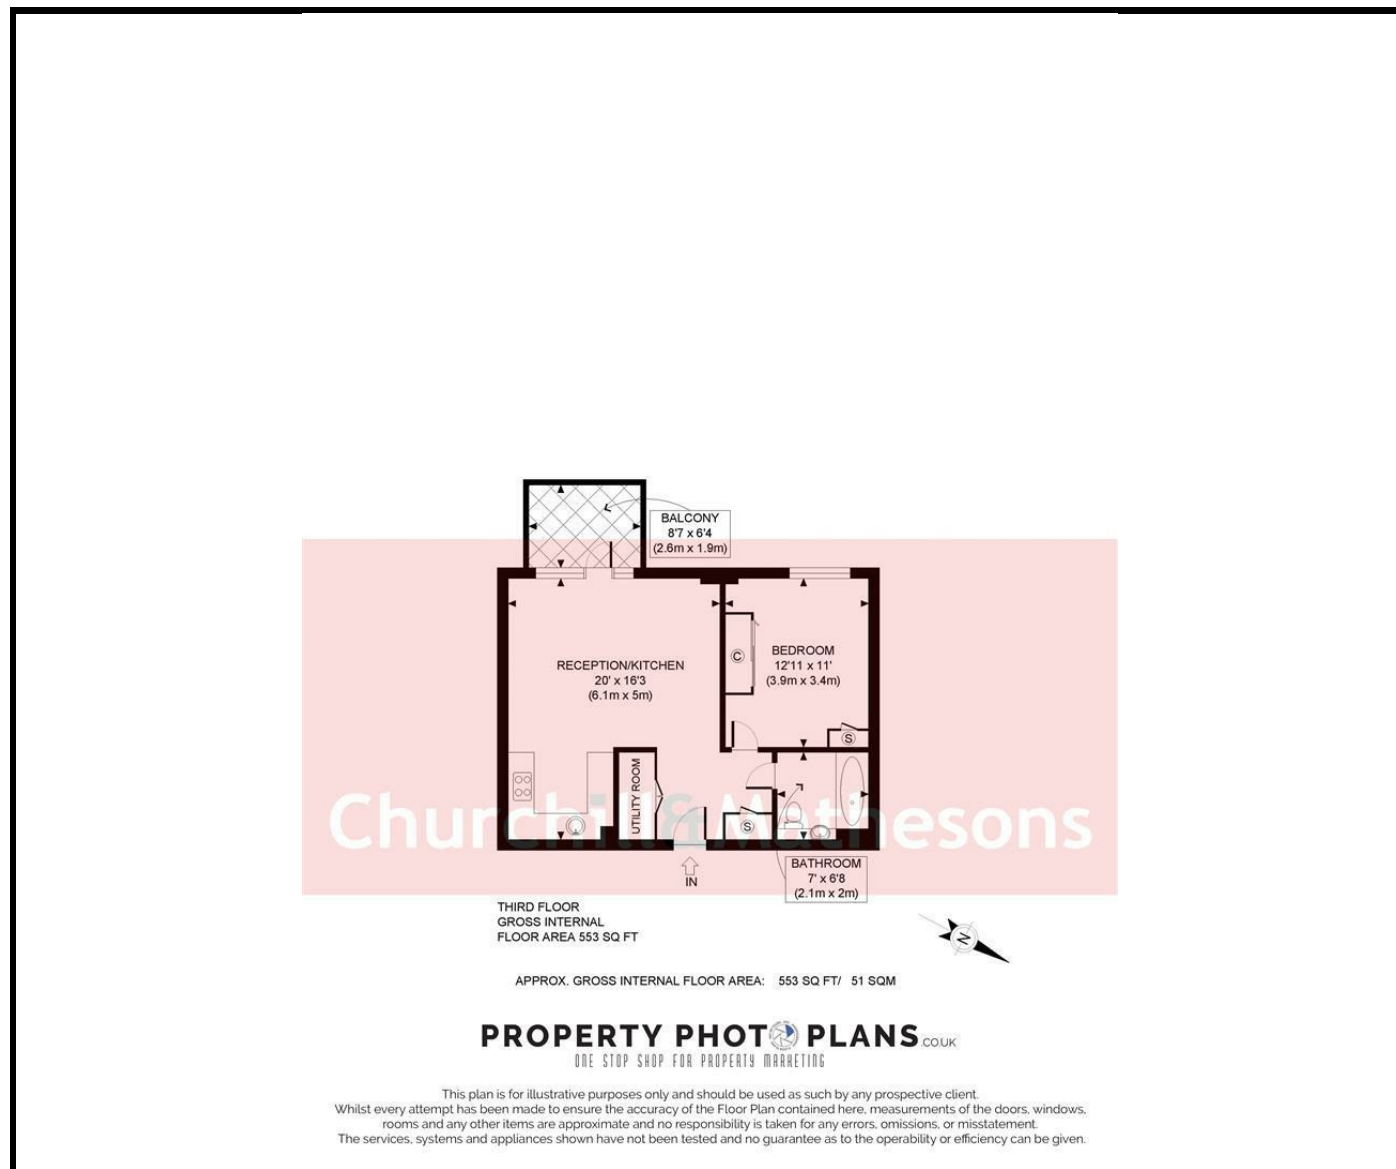 BALCONY
8'7 x 6'4
(2.6m x 1.9m)
RECEPTION/KITCHEN
20' x 16'3
(6.1m x 5m)
C
BEDROOM
12'11 x 11'
(3.9m x 3.4m)
S
UTILITY ROOM
S
Churchill & Mathesons
IN
BATHROOM
7' x 6'8
(2.1m x 2m)
THIRD FLOOR
GROSS INTERNAL
FLOOR AREA 553 SQ FT
N
APPROX. GROSS INTERNAL FLOOR AREA: 553 SQ FT/ 51 SQM
PROPERTY PHOTO PLANS.CO.UK
ONE STOP SHOP FOR PROPERTY MARKETING
This plan is for illustrative purposes only and should be used as such by any prospective client.
Whilst every attempt has been made to ensure the accuracy of the Floor Plan contained here, measurements of the doors, windows,
rooms and any other items are approximate and no responsibility is taken for any errors, omissions, or misstatement.
The services, systems and appliances shown have not been tested and no guarantee as to the operability or efficiency can be given.